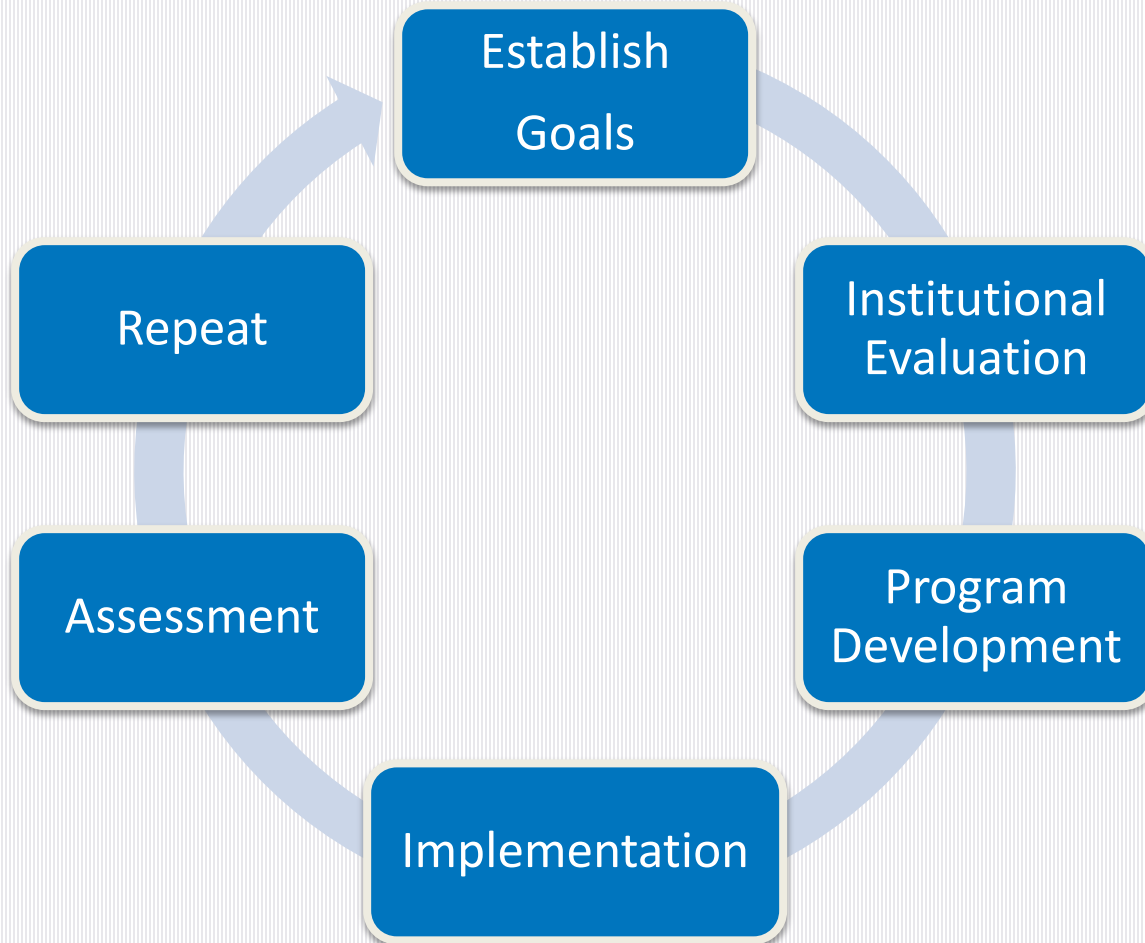 Establish
Goals
Institutional
Evaluation
Program
Development
Implementation
Assessment
Repeat